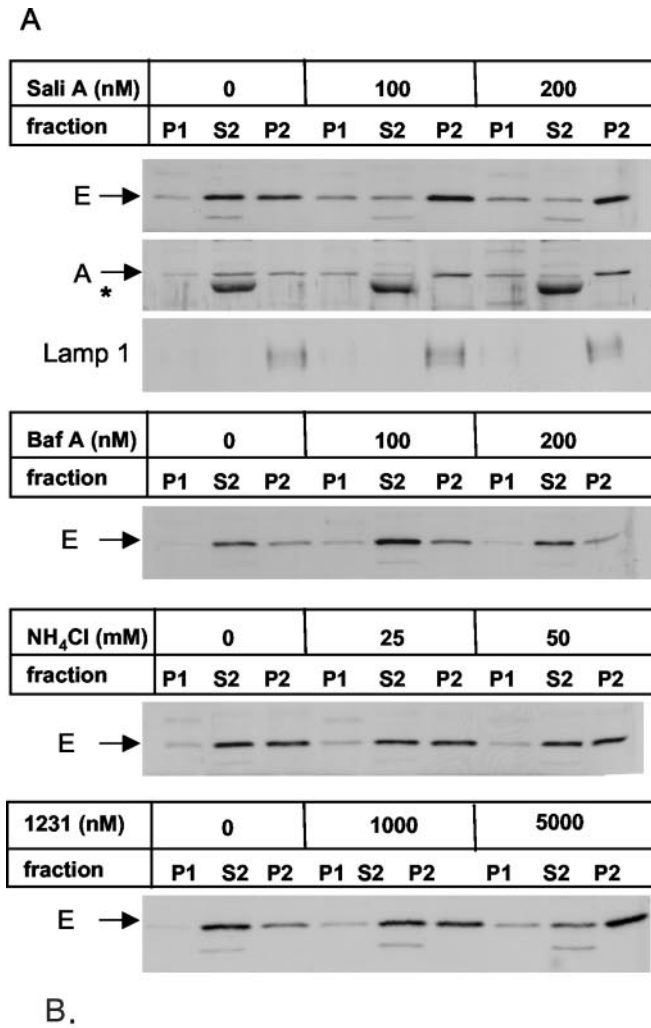 A
Sali A (nM) 0 100 200
fraction P1 S2 P2 P1 S2 P2 P1 S2 P2
E
A
*
Lamp 1
Baf A (nM) 0 100 200
fraction P1 S2 P2 P1 S2 P2 P1 S2 P2
E
NH₄Cl (mM) 0 25 50
fraction P1 S2 P2 P1 S2 P2 P1 S2 P2
E
1231 (nM) 0 1000 5000
fraction P1 S2 P2 P1 S2 P2 P1 S2 P2
E
B.